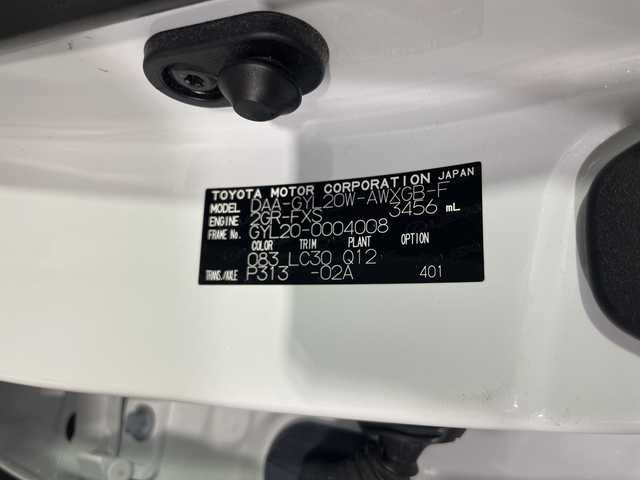 TOYOTA MOTOR CORPORATION JAPAN
MODEL DAA-GYL20W-AWXGB-F
ENGINE 2GR-FXS 3456 mL
FRAME No. GYL20-0004008
COLOR TRIM PLANT OPTION
083 LC30 Q12
TRANS./AXLE P313 -02A 401